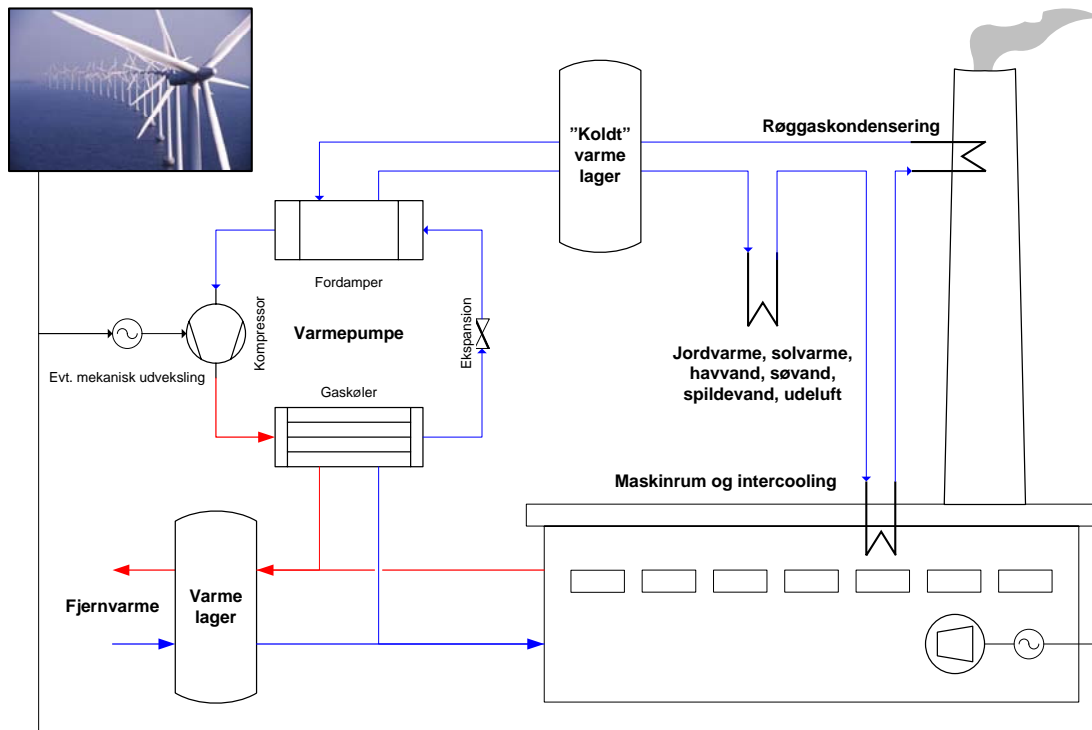 ”Koldt”
varme
lager
Røggaskondensering
Fordamper
Kompressor
Varmepumpe
Ekspansion
Evt. mekanisk udveksling
Gaskøler
Jordvarme, solvarme,
havvand, søvand,
spildevand, udeluft
Maskinrum og intercooling
Fjernvarme
Varme
lager